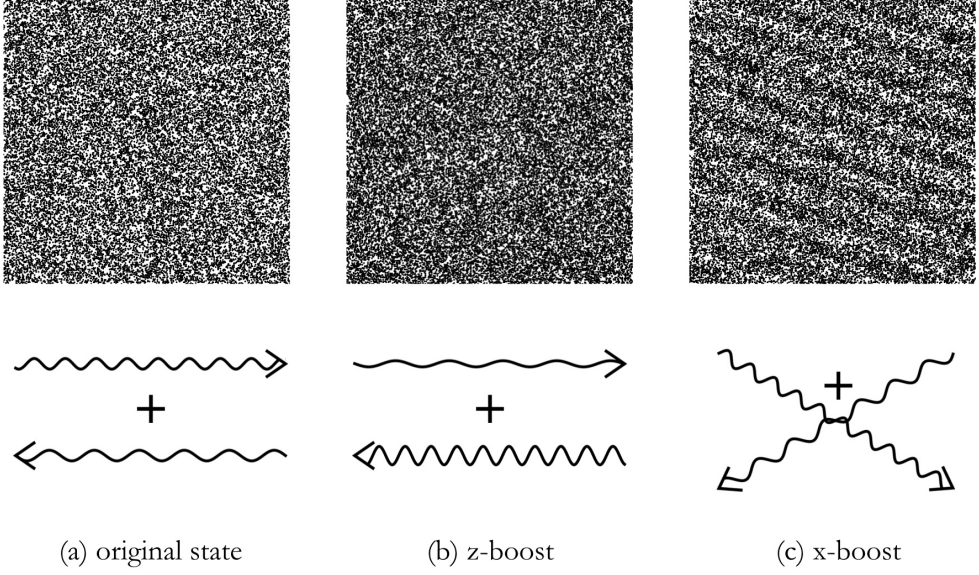 +
+
+
(a) original state
(b) z-boost
(c) x-boost